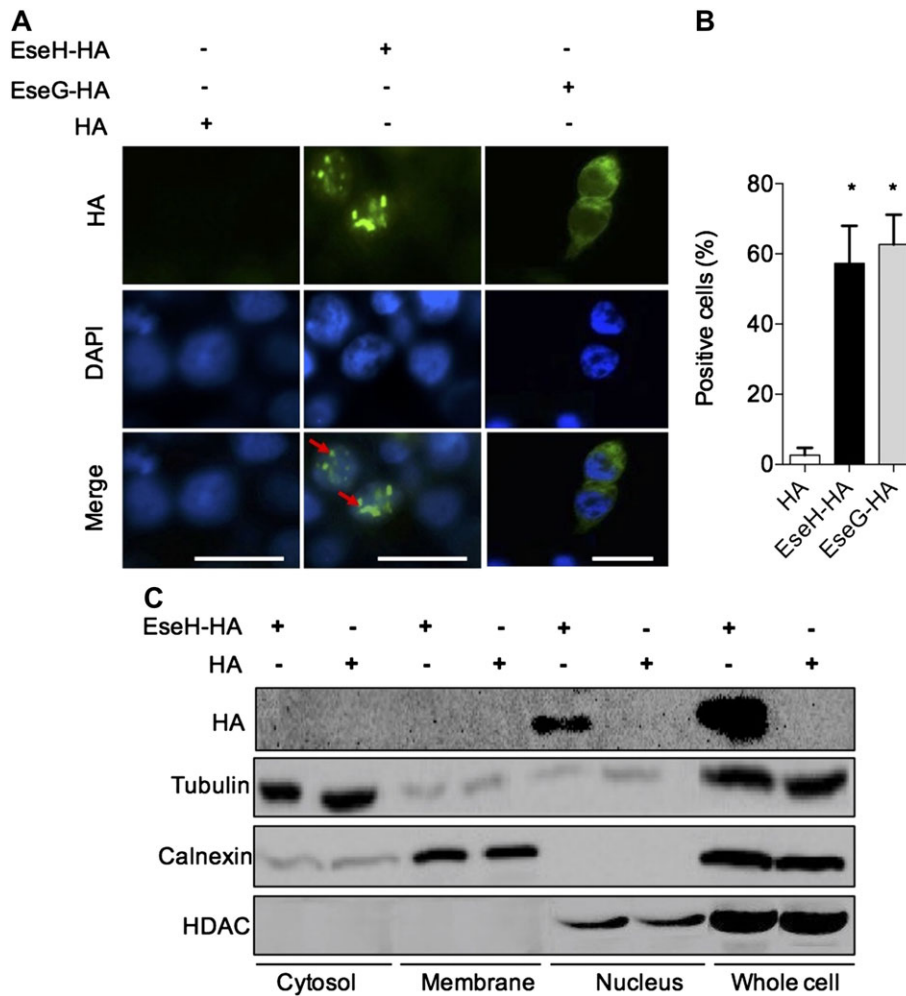 A
EseH-HA - + -
EseG-HA - - +
HA + - -
HA
DAPI
Merge
B
* *
Positive cells (%)
80
60
40
20
0
HA
EseH-HA
EseG-HA
C
EseH-HA + - + - + - + -
HA - + - + - + - +
HA
Tubulin
Calnexin
HDAC
Cytosol Membrane Nucleus Whole cell